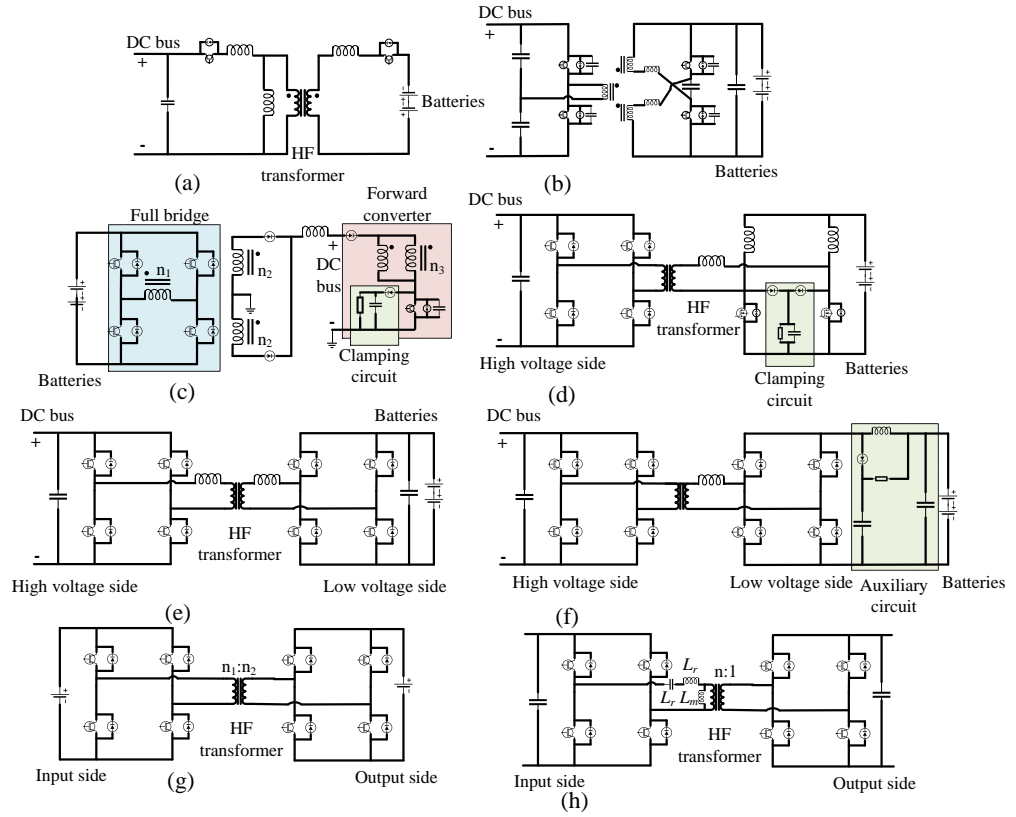 DC bus
+
-
HF
transformer
Batteries
(a)
DC bus
+
-
Batteries
(b)
Full bridge
n1
Batteries
n2
n2
+
DC
bus
-
Forward
converter
n3
Clamping
circuit
(c)
DC bus
+
-
High voltage side
HF
transformer
Clamping
circuit
Batteries
(d)
DC bus
+
-
High voltage side
HF
transformer
Batteries
Low voltage side
(e)
DC bus
+
-
High voltage side
HF
transformer
Low voltage side
Auxiliary
circuit
Batteries
(f)
n1:n2
HF
transformer
Input side
Output side
(g)
Lr
n:1
Lr Lm
HF
transformer
Input side
Output side
(h)